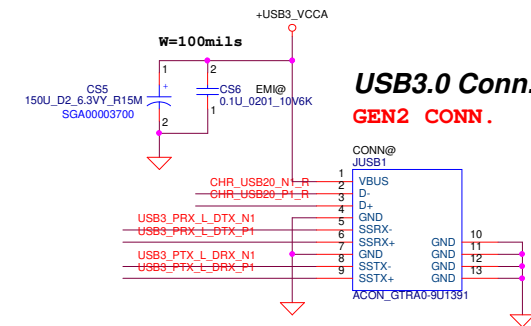 +USB3_VCCA
W=100mils
1
2
CS5
CS6
EMI@
150U_D2_6.3VY_R15M
0.1U_0201_10V6K
SGA00003700
1
2
USB3.0 Conn.
GEN2 CONN.
CONN@
JUSB1
CHR_USB20_N1_R
CHR_USB20_P1_R
USB3_PRX_L_DTX_N1
USB3_PRX_L_DTX_P1
USB3_PTX_L_DRX_N1
USB3_PTX_L_DRX_P1
1 VBUS
2 D-
3 D+
4 GND
5 SSRX-
6 SSRX+ GND 10
7 GND GND 11
8 SSTX- GND 12
9 SSTX+ GND 13
ACON_GTRA0-9U1391